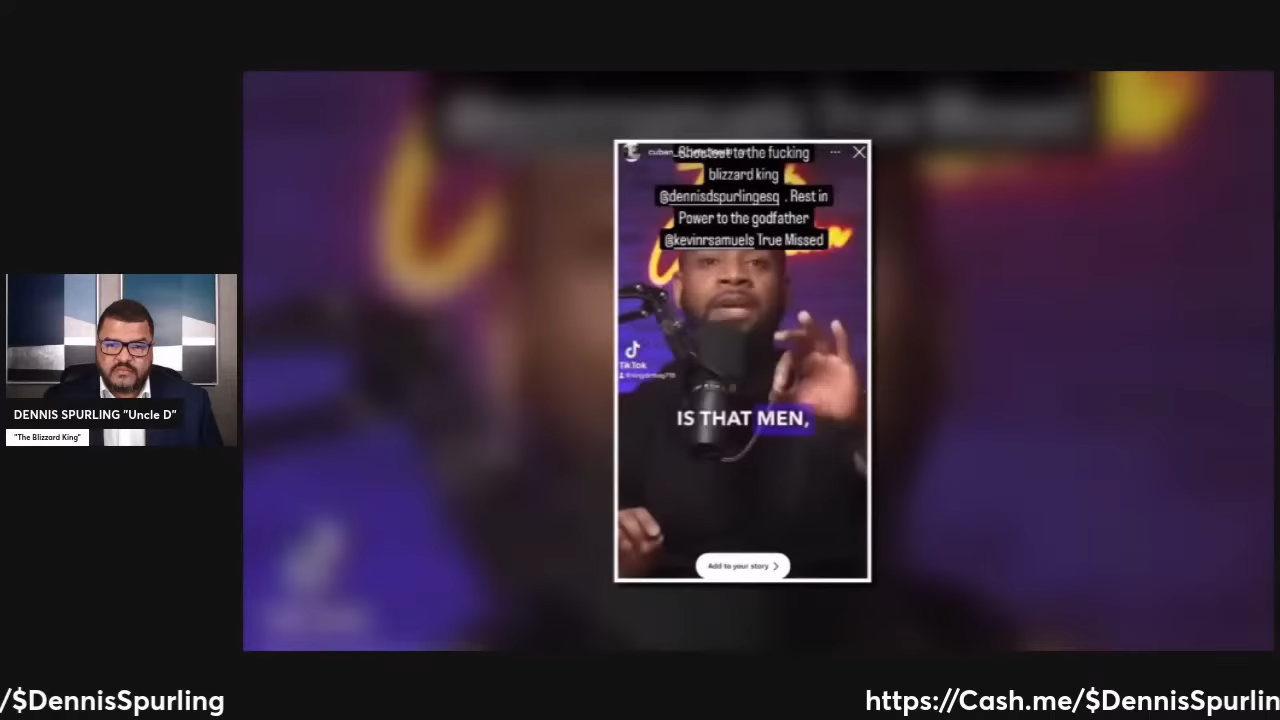 Shoutout to the fucking
blizzard king
@dennisdspurlingesq . Rest in
Power to the godfather
@kevinrsamuels True Missed
TikTok
IS THAT MEN,
Add to your story
DENNIS SPURLING "Uncle D"
"The Blizzard King"
/$DennisSpurling
https://Cash.me/$DennisSpurlin